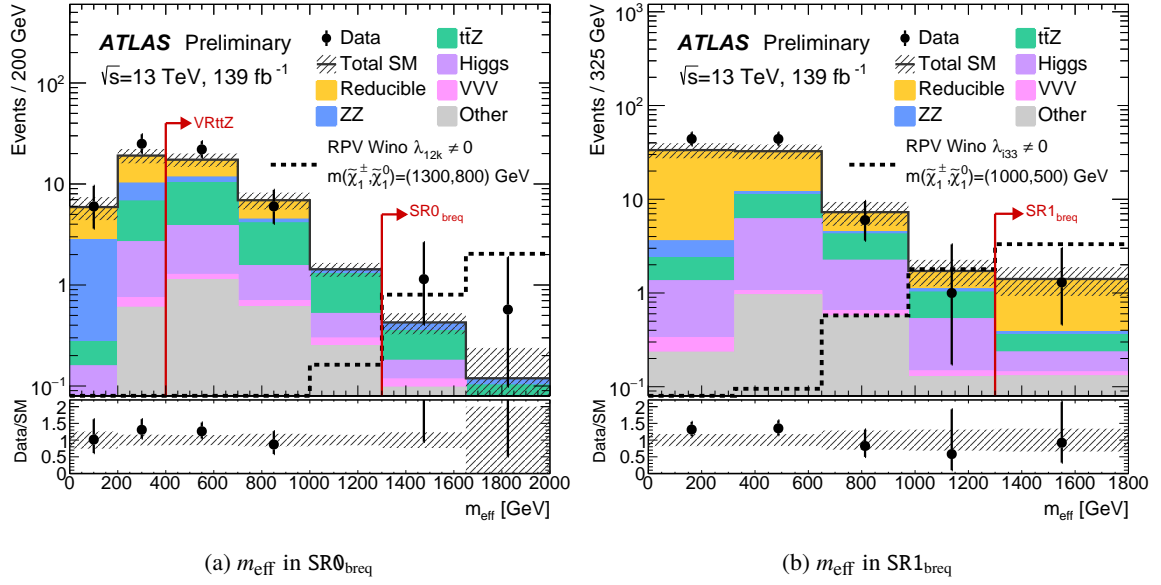 Events / 200 GeV
ATLAS Preliminary
√s=13 TeV, 139 fb⁻¹
Data
Total SM
Reducible
ZZ
tt̄Z
Higgs
VVV
Other
RPV Wino λ₁₂ₖ ≠ 0
m(χ̃₁±,χ̃₁⁰)=(1300,800) GeV
VRttZ
SR0breq
10²
10
1
10⁻¹
Data/SM
2
1.5
1
0.5
0
0 200 400 600 800 1000 1200 1400 1600 1800 2000
m_eff [GeV]
(a) m_eff in SR0breq
Events / 325 GeV
ATLAS Preliminary
√s=13 TeV, 139 fb⁻¹
Data
Total SM
Reducible
ZZ
tt̄Z
Higgs
VVV
Other
RPV Wino λᵢ₃₃ ≠ 0
m(χ̃₁±,χ̃₁⁰)=(1000,500) GeV
SR1breq
10³
10²
10
1
10⁻¹
Data/SM
2
1.5
1
0.5
0
0 200 400 600 800 1000 1200 1400 1600 1800
m_eff [GeV]
(b) m_eff in SR1breq